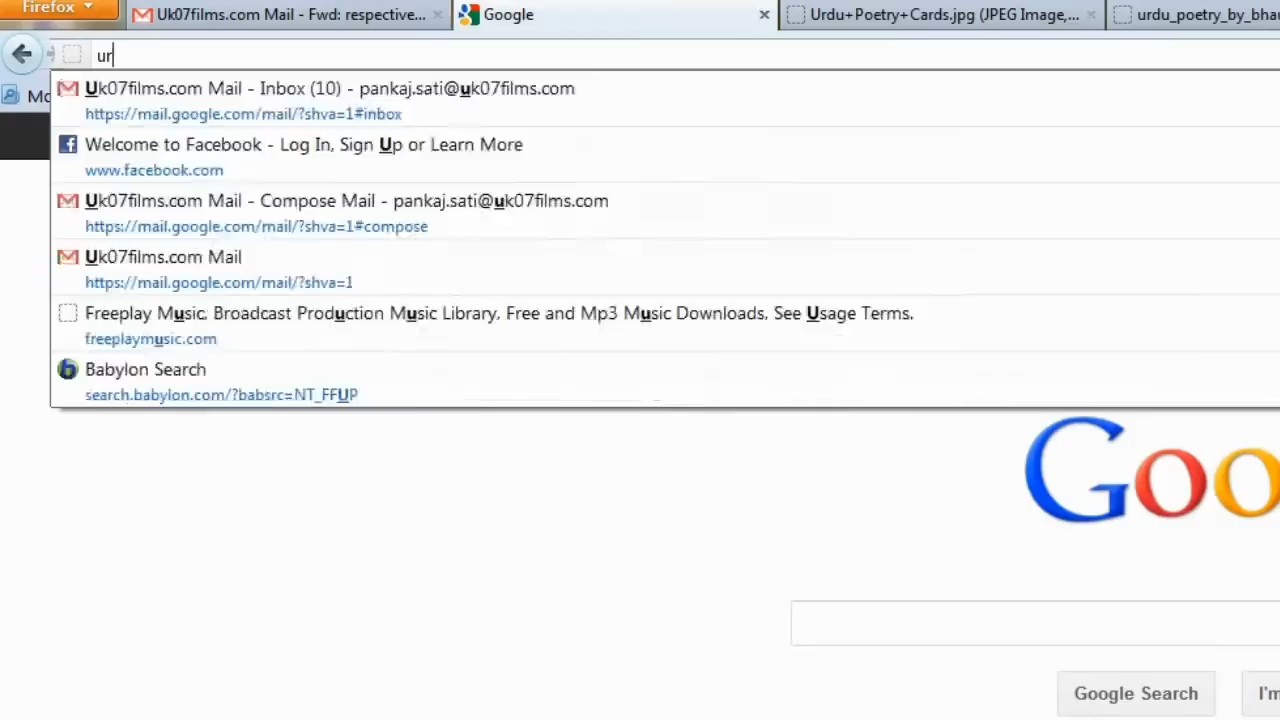 Firefox
Uk07films.com Mail - Fwd: respective...
Google
Urdu+Poetry+Cards.jpg (JPEG Image,...
urdu_poetry_by_bha
ur
Uk07films.com Mail - Inbox (10) - pankaj.sati@uk07films.com
https://mail.google.com/mail/?shva=1#inbox
Welcome to Facebook - Log In, Sign Up or Learn More
www.facebook.com
Uk07films.com Mail - Compose Mail - pankaj.sati@uk07films.com
https://mail.google.com/mail/?shva=1#compose
Uk07films.com Mail
https://mail.google.com/mail/?shva=1
Freeplay Music, Broadcast Production Music Library, Free and Mp3 Music Downloads, See Usage Terms.
freeplaymusic.com
Babylon Search
search.babylon.com/?babsrc=NT_FFUP
Mo
Goo
Google Search
I'm